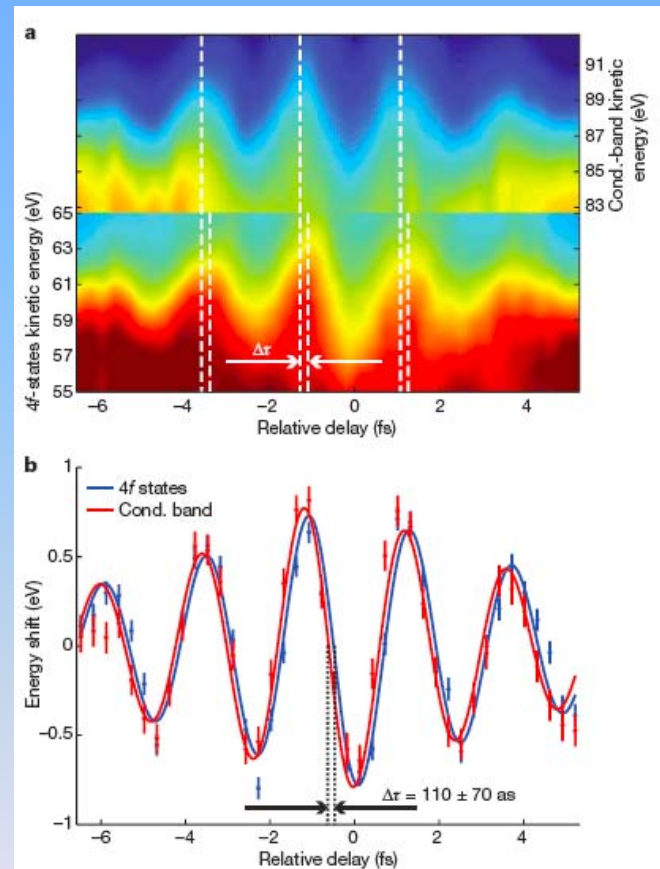 a
4f-states kinetic energy (eV)
65
63
61
59
57
55
91
89
87
85
83
Cond.-band kinetic
energy (eV)
Δτ
−6 −4 −2 0 2 4
Relative delay (fs)
b
4f states
Cond. band
Energy shift (eV)
1
0.5
0
−0.5
−1
Δτ = 110 ± 70 as
−6 −4 −2 0 2 4
Relative delay (fs)